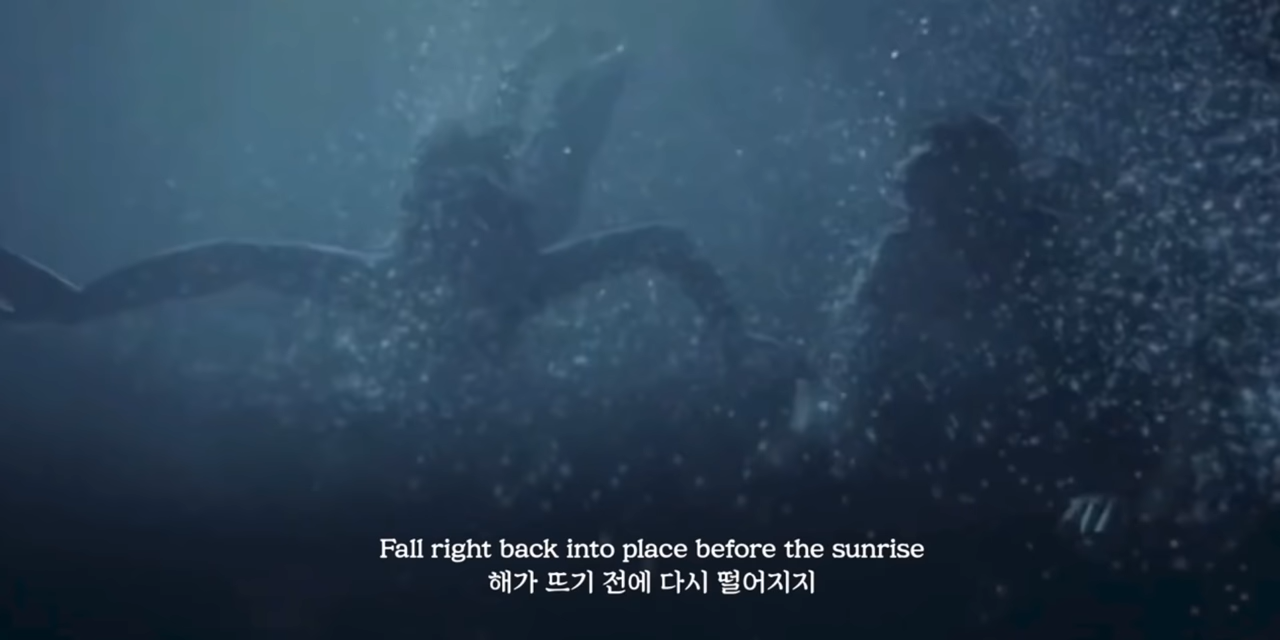 Fall right back into place before the sunrise
해가 뜨기 전에 다시 떨어지지